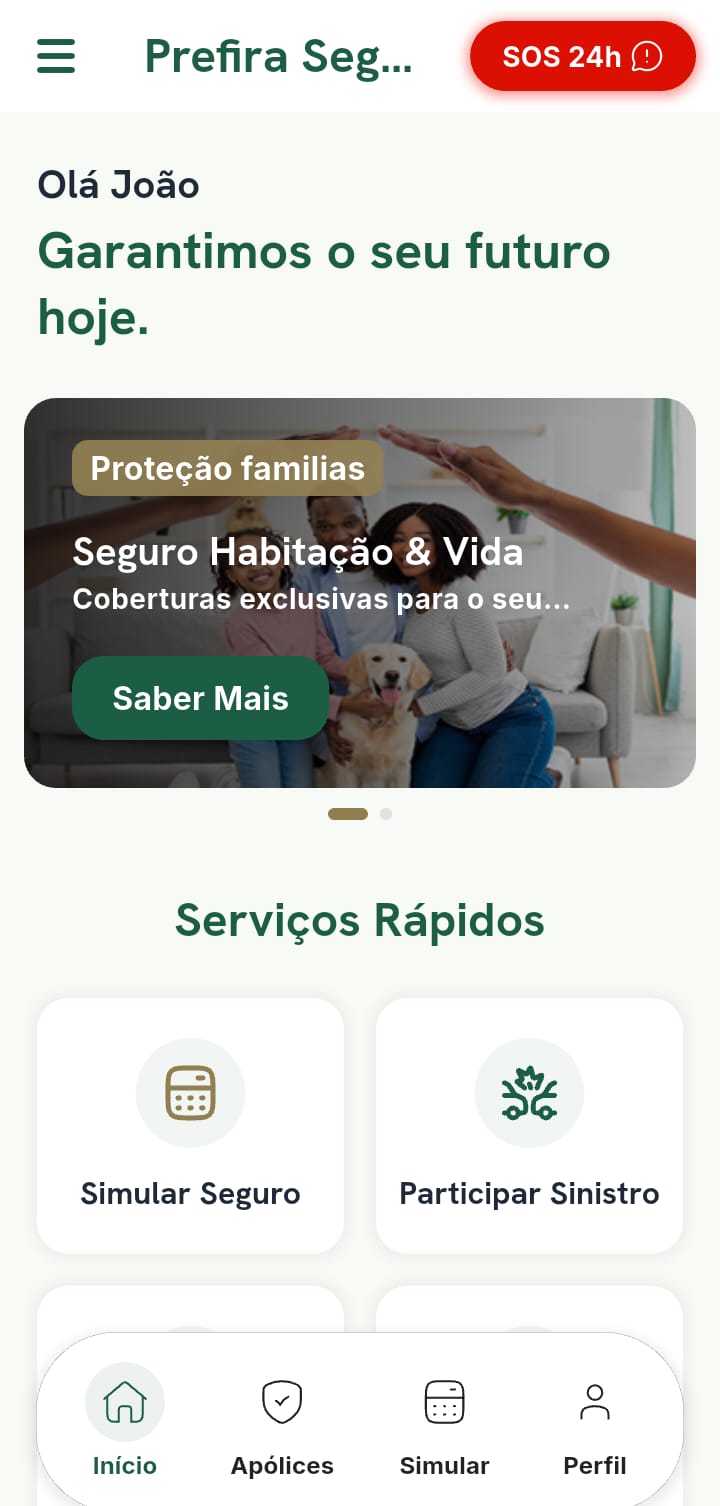 Prefira Seg...
SOS 24h
Olá João
Garantimos o seu futuro
hoje.
Proteção familias
Seguro Habitação & Vida
Coberturas exclusivas para o seu...
Saber Mais
Serviços Rápidos
Simular Seguro
Participar Sinistro
Início
Apólices
Simular
Perfil